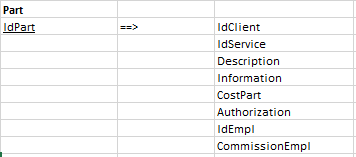 Part
IdPart ==> IdClient
IdService
Description
Information
CostPart
Authorization
IdEmpl
CommissionEmpl